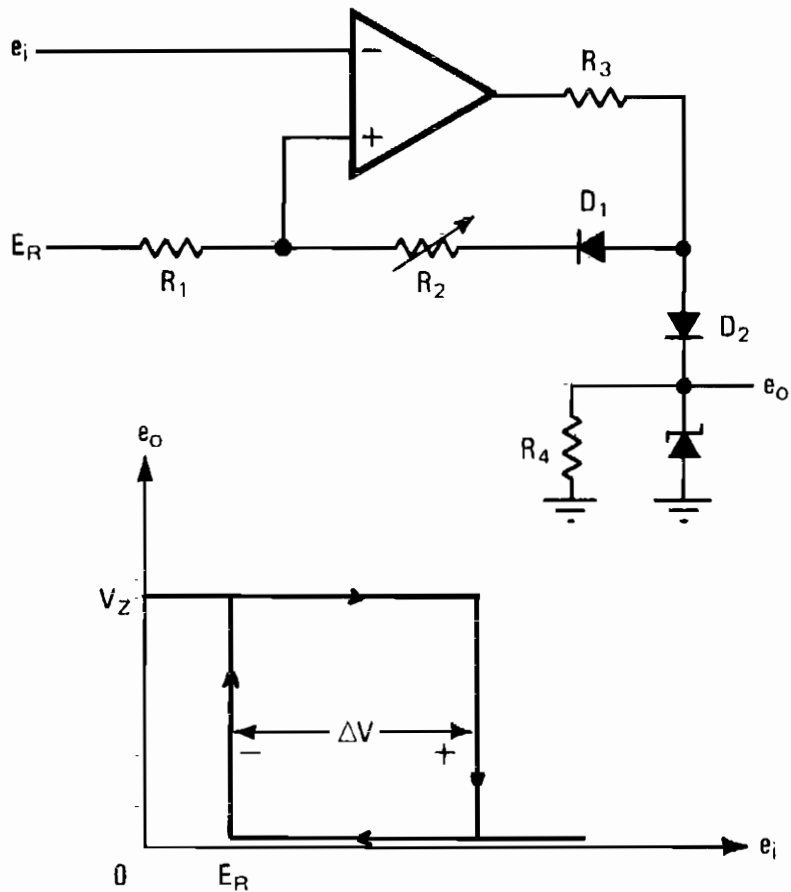 eᵢ
−
+
R₃
D₁
E_R
R₁
R₂
D₂
eₒ
R₄
eₒ
V_Z
− ΔV +
0 E_R eᵢ